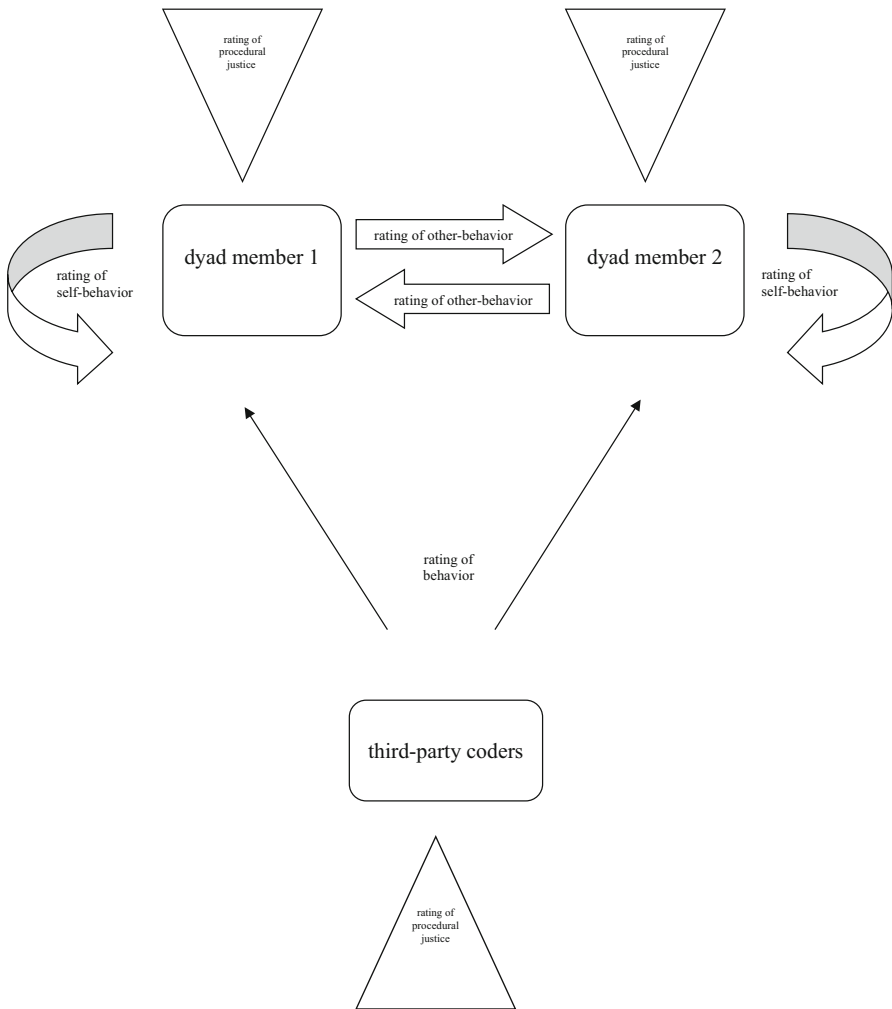 rating of
procedural
justice
rating of
procedural
justice
dyad member 1
rating of other-behavior
dyad member 2
rating of
self-behavior
rating of other-behavior
rating of
self-behavior
rating of
behavior
third-party coders
rating of
procedural
justice